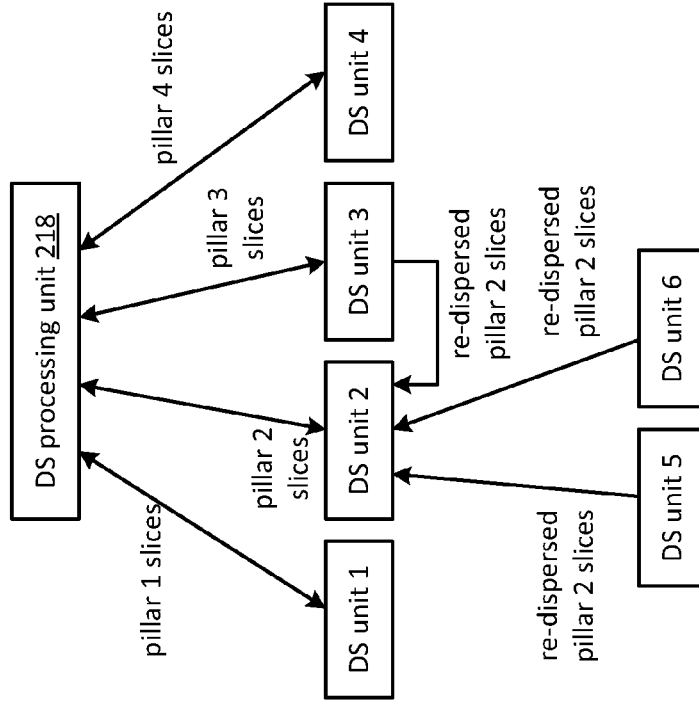 DS processing unit 218
pillar 1 slices
pillar 2
slices
pillar 3
slices
pillar 4 slices
DS unit 1
DS unit 2
DS unit 3
DS unit 4
re-dispersed
pillar 2 slices
re-dispersed
pillar 2 slices
re-dispersed
pillar 2 slices
DS unit 5
DS unit 6